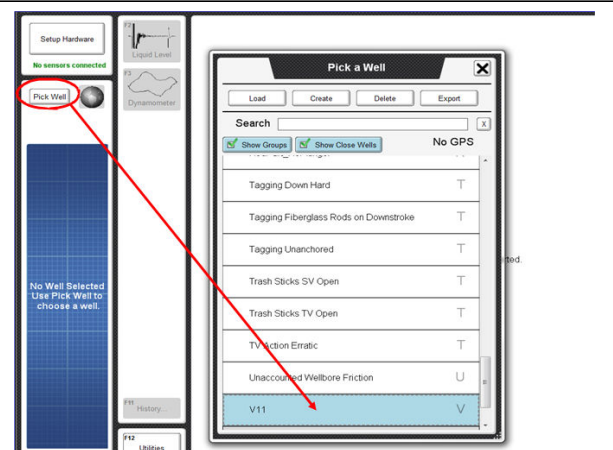 Setup Hardware
No sensors connected
Pick Well
No Well Selected
Use Pick Well to
choose a well.
F2
Liquid Level
F3
Dynamometer
F11
History...
F12
Utilities
Pick a Well
X
Load Create Delete Export
Search
X
Show Groups Show Close Wells No GPS
Tagging Down Hard T
Tagging Fiberglass Rods on Downstroke T
Tagging Unanchored T
Trash Sticks SV Open T
Trash Sticks TV Open T
TV Action Erratic T
Unaccounted Wellbore Friction U
V11 V